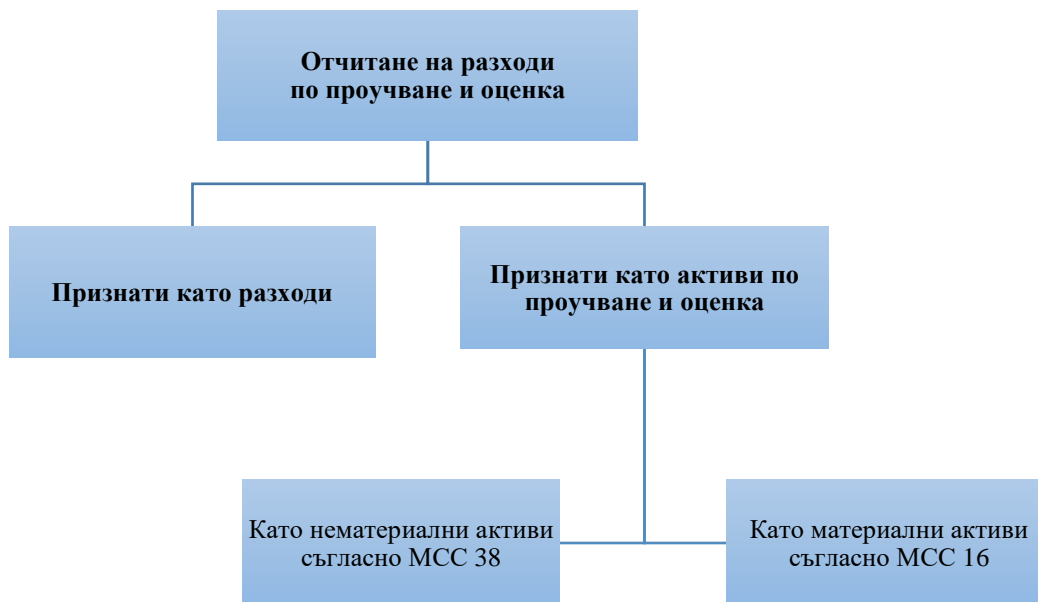 Отчитане на разходи
по проучване и оценка
Признати като разходи
Признати като активи по
проучване и оценка
Като нематериални активи
съгласно МСС 38
Като материални активи
съгласно МСС 16